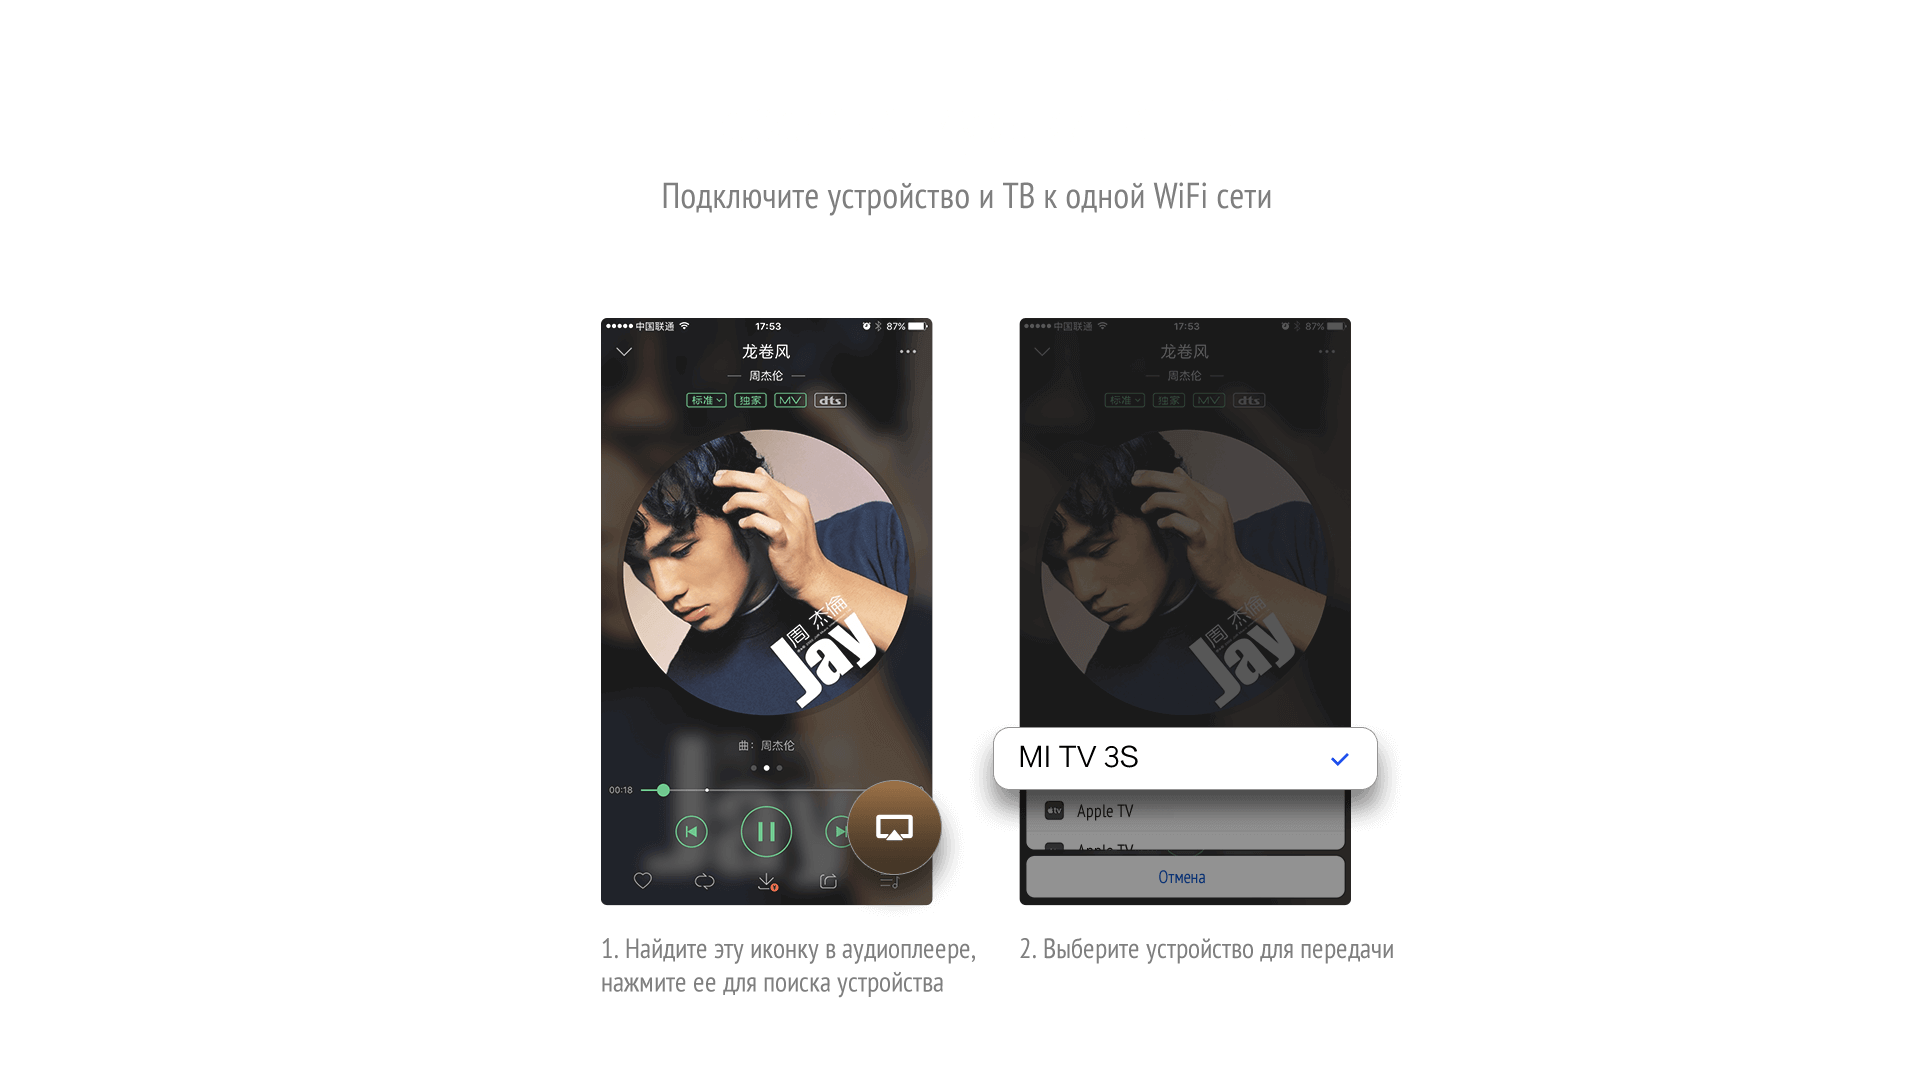 Подключите устройство и ТВ к одной WiFi сети
中国联通 17:53 87%
龙卷风
周杰伦
标准 独家 MV dts
周杰倫
Jay
曲: 周杰伦
00:18
中国联通 17:53 87%
龙卷风
周杰伦
标准 独家 MV dts
周杰倫
Jay
MI TV 3S
Apple TV
Apple TV
Отмена
1. Найдите эту иконку в аудиоплеере,
нажмите ее для поиска устройства
2. Выберите устройство для передачи